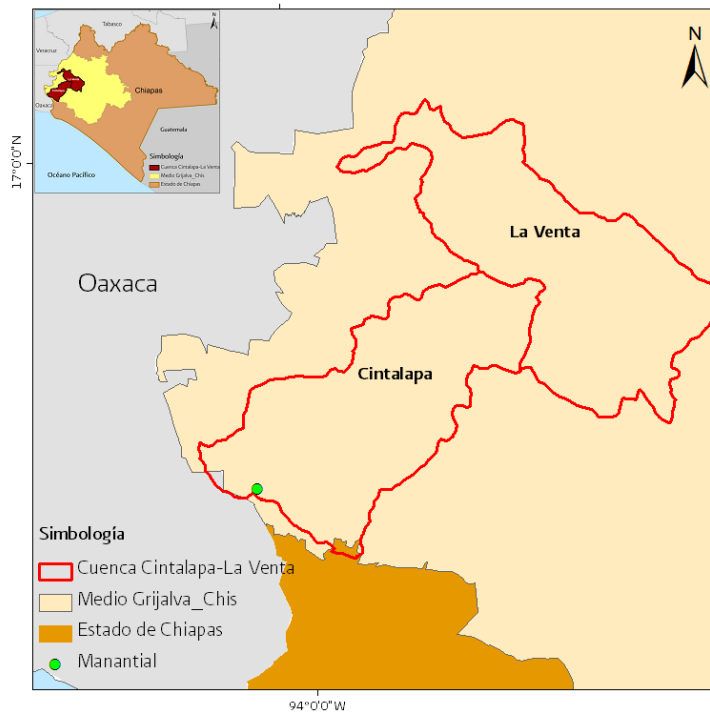 Tabasco
N
Veracruz
Chiapas
Oaxaca
Guatemala
Océano Pacífico
Simbología
Cuenca Cintalapa-La Venta
Medio Grijalva_Chis
Estado de Chiapas
N
17°0'0"N
La Venta
Oaxaca
Cintalapa
Simbología
Cuenca Cintalapa-La Venta
Medio Grijalva_Chis
Estado de Chiapas
Manantial
94°0'0"W